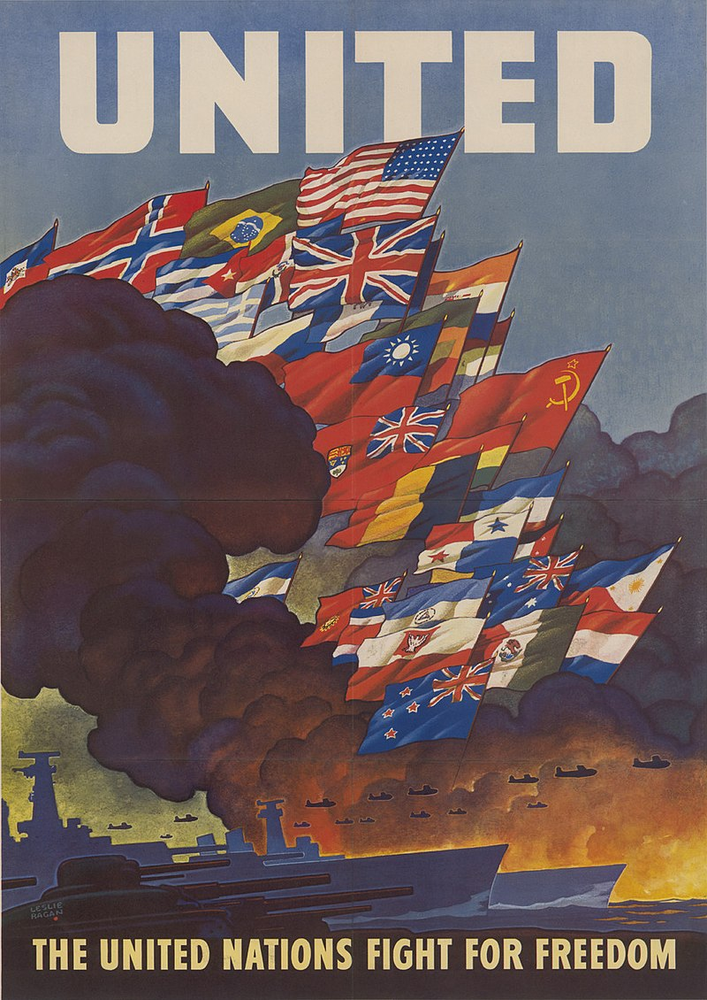 UNITED
LESLIE
RAGAN
THE UNITED NATIONS FIGHT FOR FREEDOM